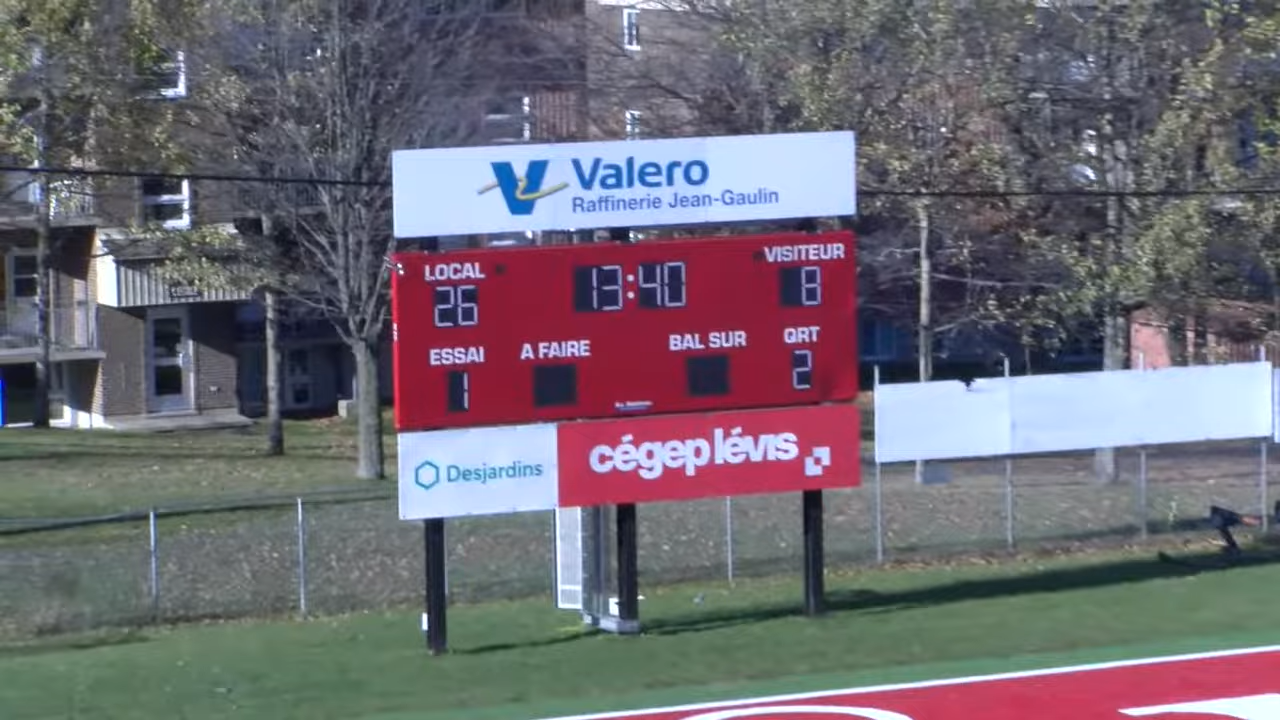 Valero
Raffinerie Jean-Gaulin
LOCAL
VISITEUR
26
13:40
8
ESSAI
A FAIRE
BAL SUR
QRT
1
2
Desjardins
cégep lévis